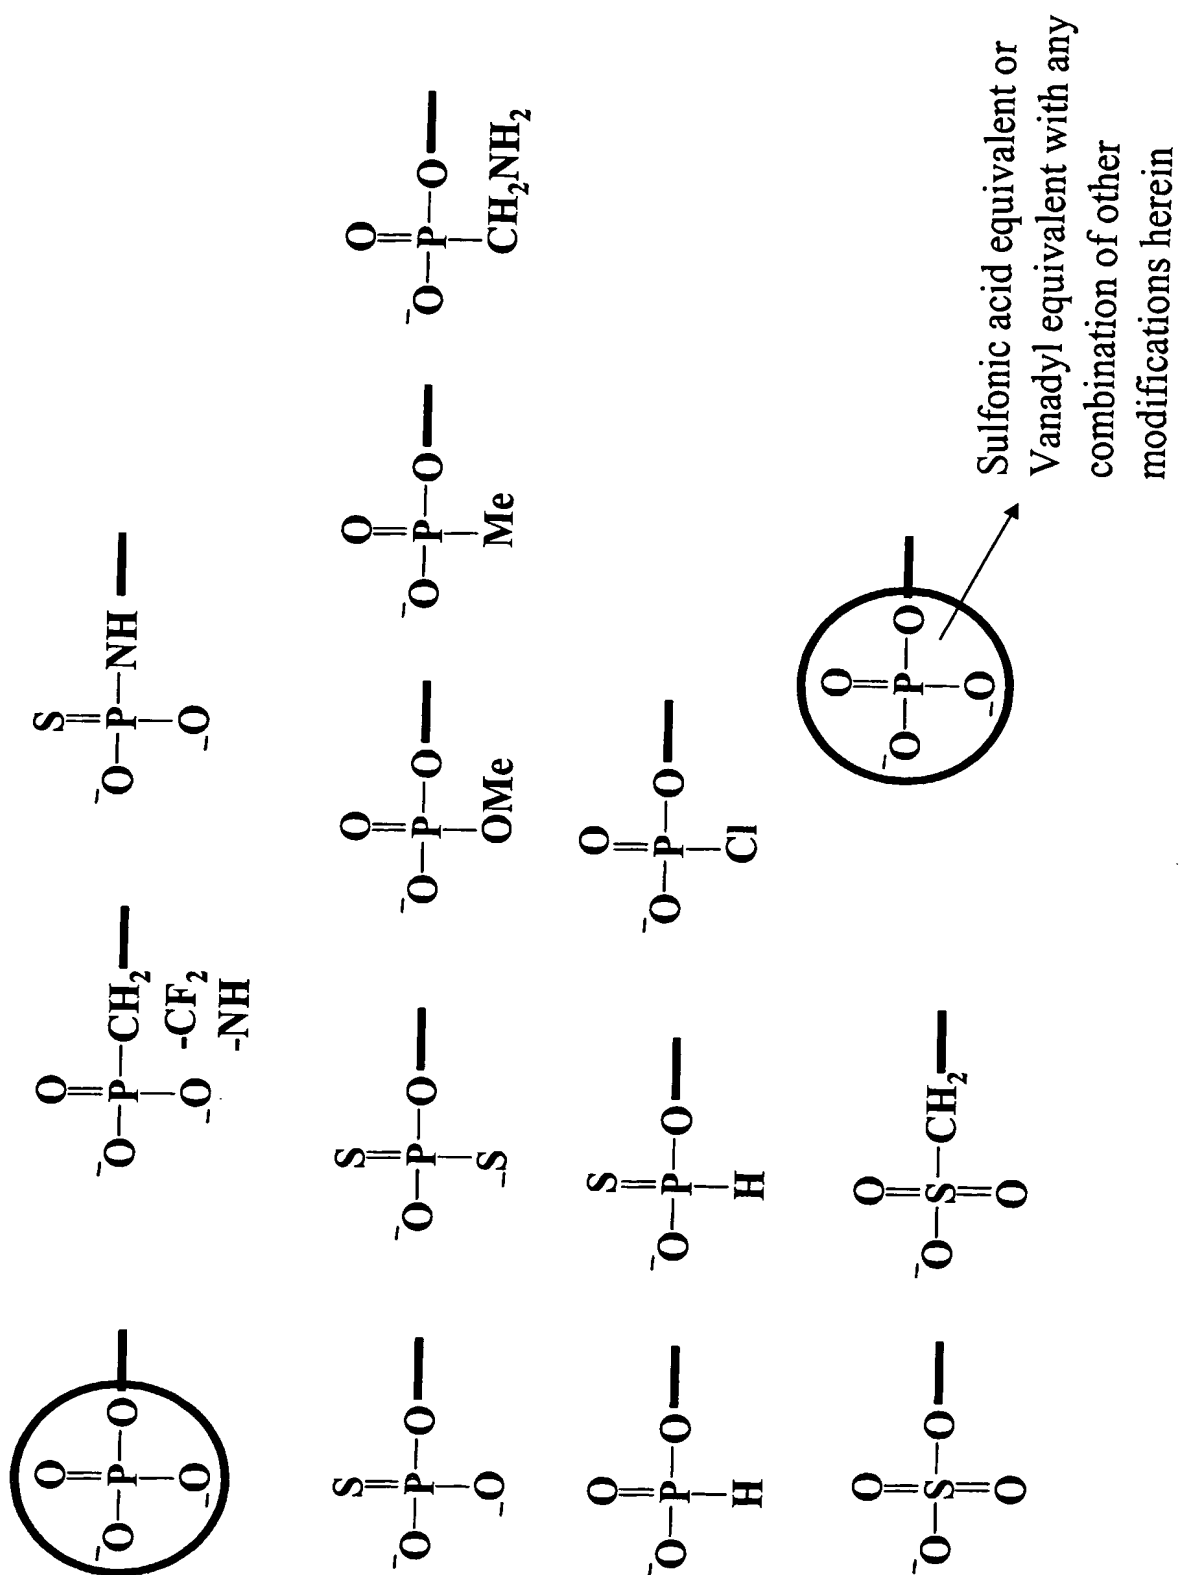 O O S
⁻O–P–O ⁻O–P–CH₂ ⁻O–P–NH
⁻O ⁻O -CF₂ ⁻O
-NH
S S O O O
⁻O–P–O ⁻O–P–O ⁻O–P–O ⁻O–P–O ⁻O–P–O
⁻O ⁻S OMe Me CH₂NH₂
O S O
⁻O–P–O ⁻O–P–O ⁻O–P–O
H H Cl
O O O
⁻O–S–O ⁻O–S–CH₂ ⁻O–P–O
O O ⁻O
Sulfonic acid equivalent or
Vanadyl equivalent with any
combination of other
modifications herein